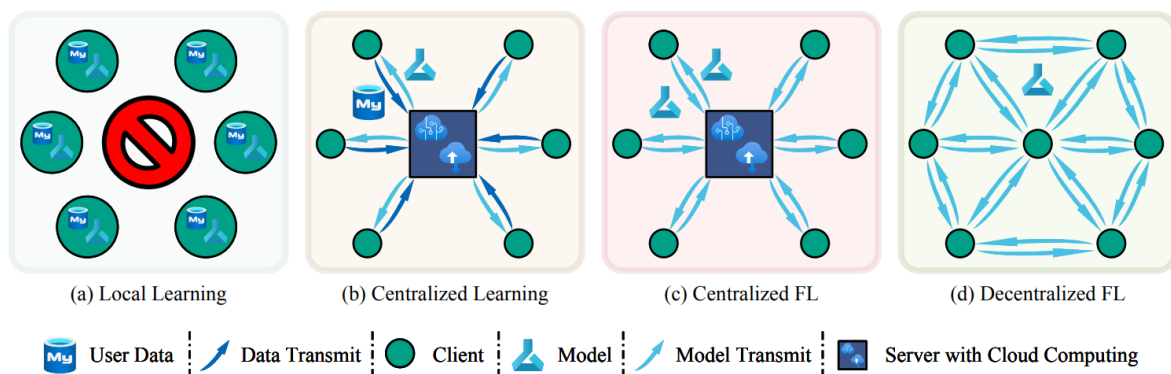 My My
My My
My My
My
(a) Local Learning (b) Centralized Learning (c) Centralized FL (d) Decentralized FL
My User Data Data Transmit Client Model Model Transmit Server with Cloud Computing